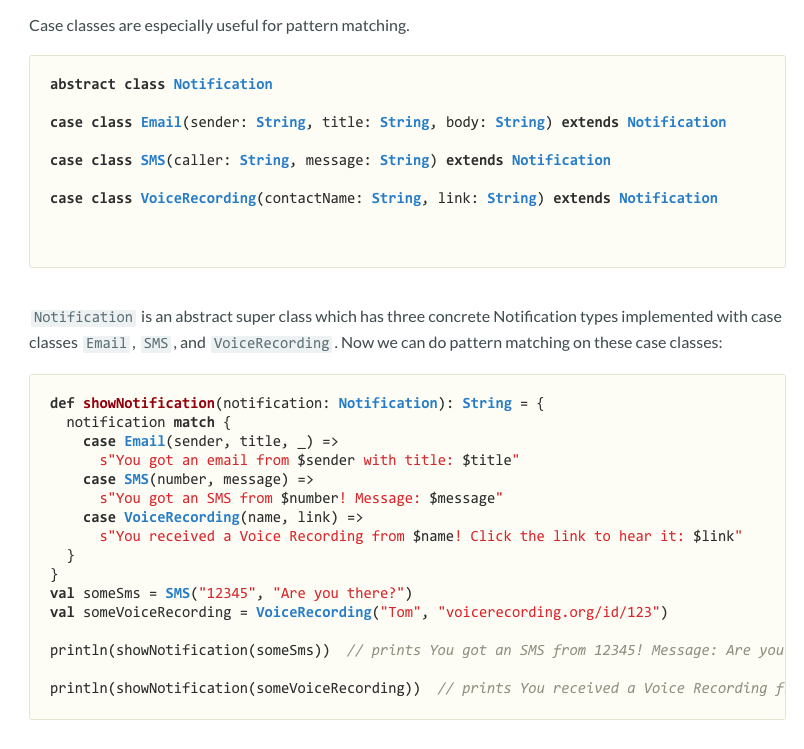 Case classes are especially useful for pattern matching.
abstract class Notification
case class Email(sender: String, title: String, body: String) extends Notification
case class SMS(caller: String, message: String) extends Notification
case class VoiceRecording(contactName: String, link: String) extends Notification
Notification is an abstract super class which has three concrete Notification types implemented with case
classes Email, SMS, and VoiceRecording. Now we can do pattern matching on these case classes:
def showNotification(notification: Notification): String = {
  notification match {
    case Email(sender, title, _) =>
      s"You got an email from $sender with title: $title"
    case SMS(number, message) =>
      s"You got an SMS from $number! Message: $message"
    case VoiceRecording(name, link) =>
      s"You received a Voice Recording from $name! Click the link to hear it: $link"
  }
}
val someSms = SMS("12345", "Are you there?")
val someVoiceRecording = VoiceRecording("Tom", "voicerecording.org/id/123")
println(showNotification(someSms))  // prints You got an SMS from 12345! Message: Are you
println(showNotification(someVoiceRecording))  // prints You received a Voice Recording f